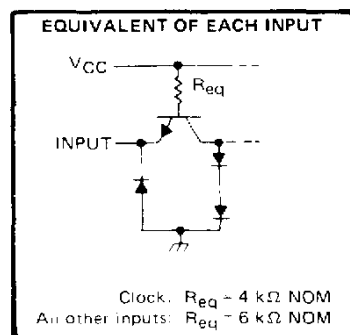 EQUIVALENT OF EACH INPUT
VCC
Req
INPUT
Clock: Req = 4 kΩ NOM
All other inputs: Req = 6 kΩ NOM